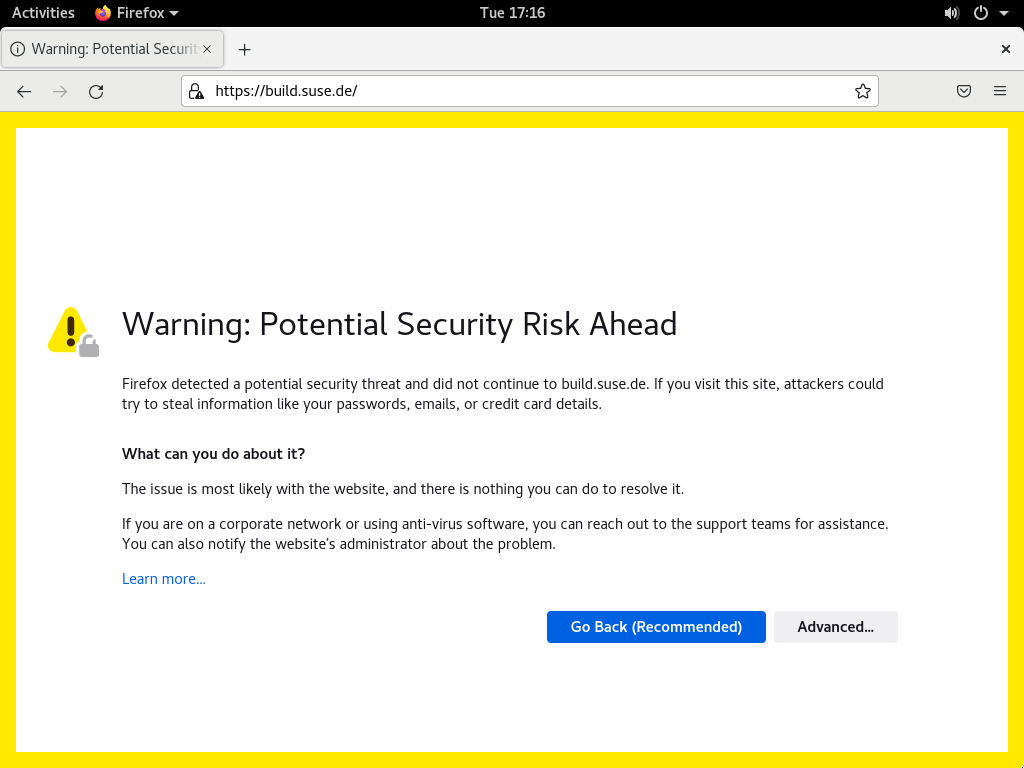 Activities Firefox Tue 17:16
Warning: Potential Securit
https://build.suse.de/
Warning: Potential Security Risk Ahead
Firefox detected a potential security threat and did not continue to build.suse.de. If you visit this site, attackers could
try to steal information like your passwords, emails, or credit card details.
What can you do about it?
The issue is most likely with the website, and there is nothing you can do to resolve it.
If you are on a corporate network or using anti-virus software, you can reach out to the support teams for assistance.
You can also notify the website's administrator about the problem.
Learn more...
Go Back (Recommended) Advanced...